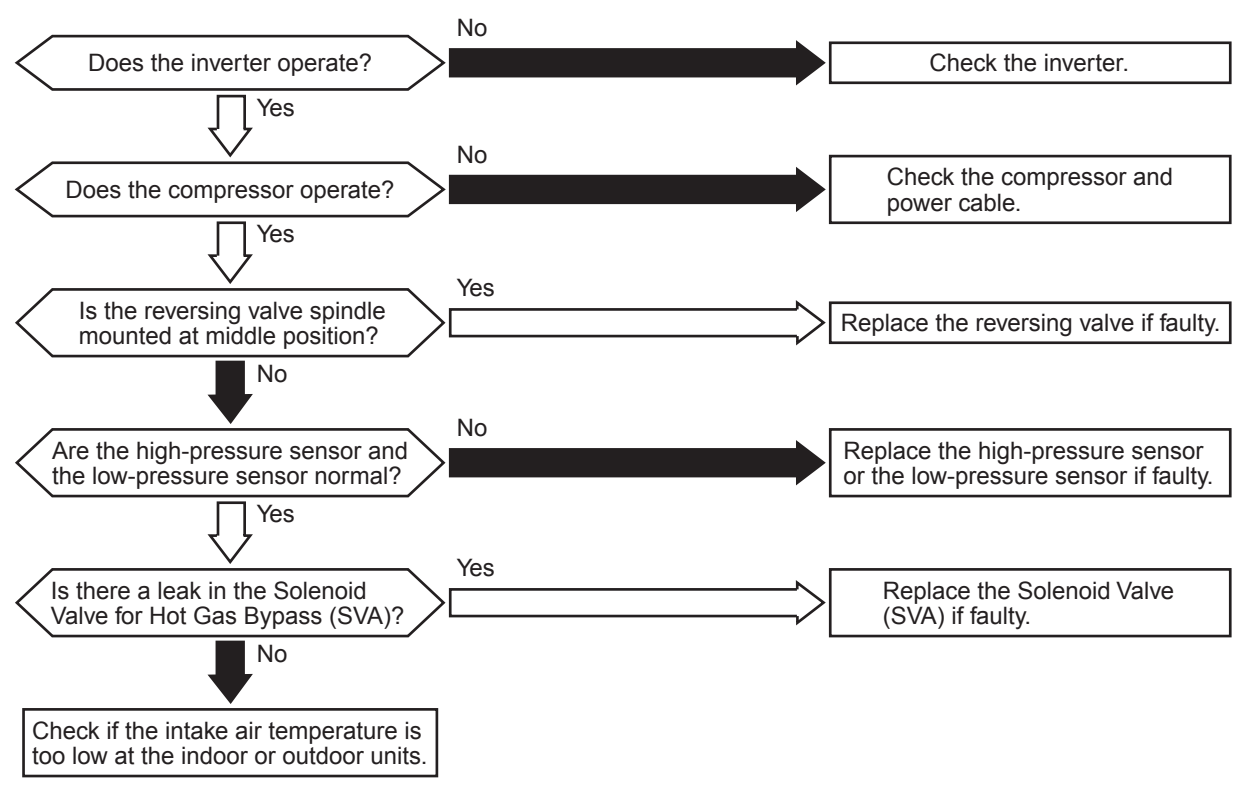 Does the inverter operate?
No
Check the inverter.
Yes
Does the compressor operate?
No
Check the compressor and
power cable.
Yes
Is the reversing valve spindle
mounted at middle position?
Yes
Replace the reversing valve if faulty.
No
Are the high-pressure sensor and
the low-pressure sensor normal?
No
Replace the high-pressure sensor
or the low-pressure sensor if faulty.
Yes
Is there a leak in the Solenoid
Valve for Hot Gas Bypass (SVA)?
Yes
Replace the Solenoid Valve
(SVA) if faulty.
No
Check if the intake air temperature is
too low at the indoor or outdoor units.